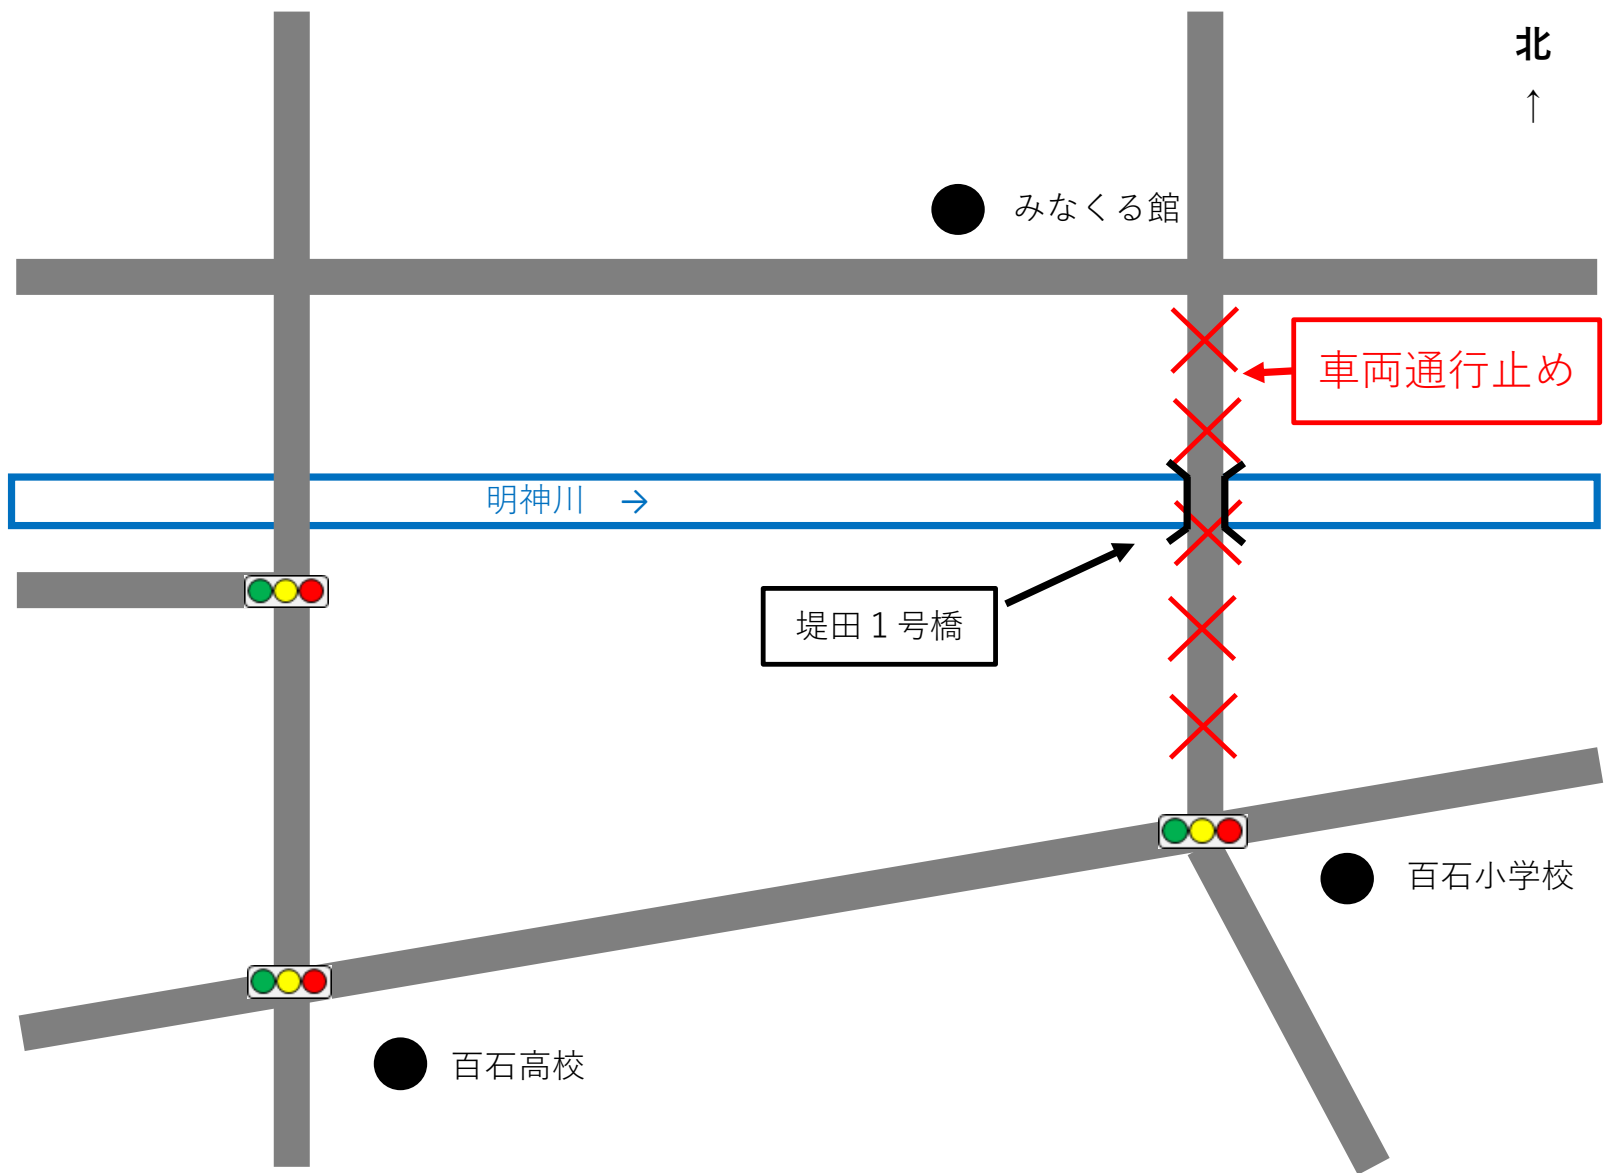 北
↑
みなくる館
車両通行止め
明神川 →
堤田１号橋
百石小学校
百石高校